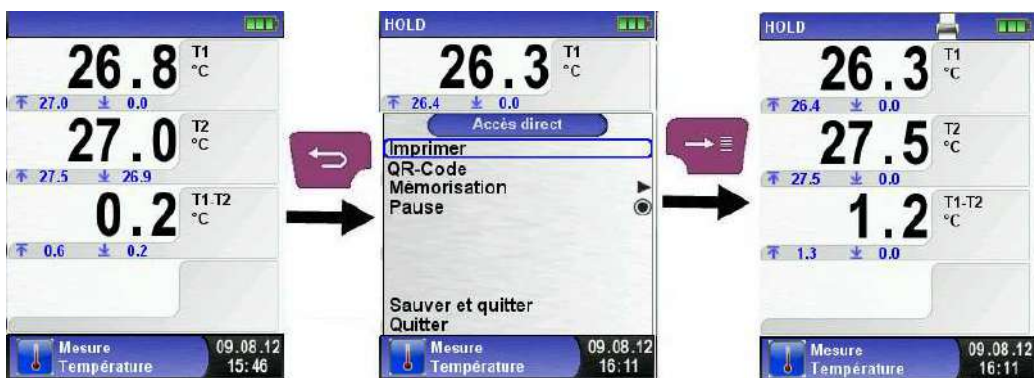 26.8 T1
°C
27.0 0.0
27.0 T2
°C
27.5 26.9
0.2 T1-T2
°C
0.6 0.2
Mesure 09.08.12
Température 15:46
HOLD
26.3 T1
°C
26.4 0.0
Accès direct
Imprimer
QR-Code
Mémorisation
Pause
Sauver et quitter
Quitter
Mesure 09.08.12
Température 16:11
HOLD
26.3 T1
°C
26.4 0.0
27.5 T2
°C
27.5 0.0
1.2 T1-T2
°C
1.3 0.0
Mesure 09.08.12
Température 16:11